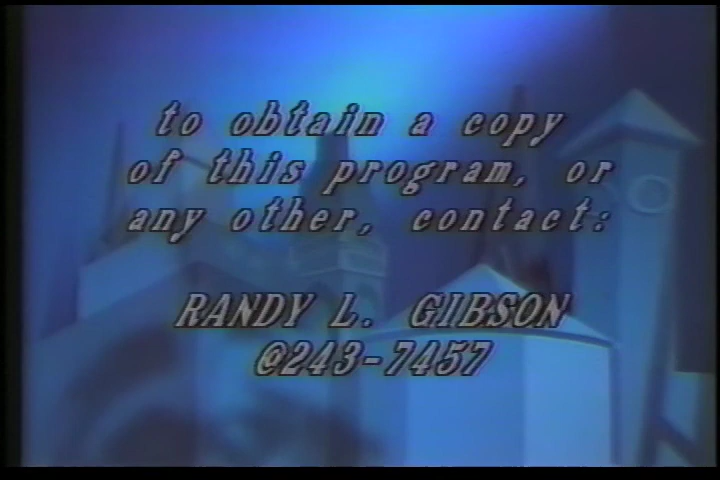 to obtain a copy
of this program, or
any other, contact:
RANDY L. GIBSON
@243-7457